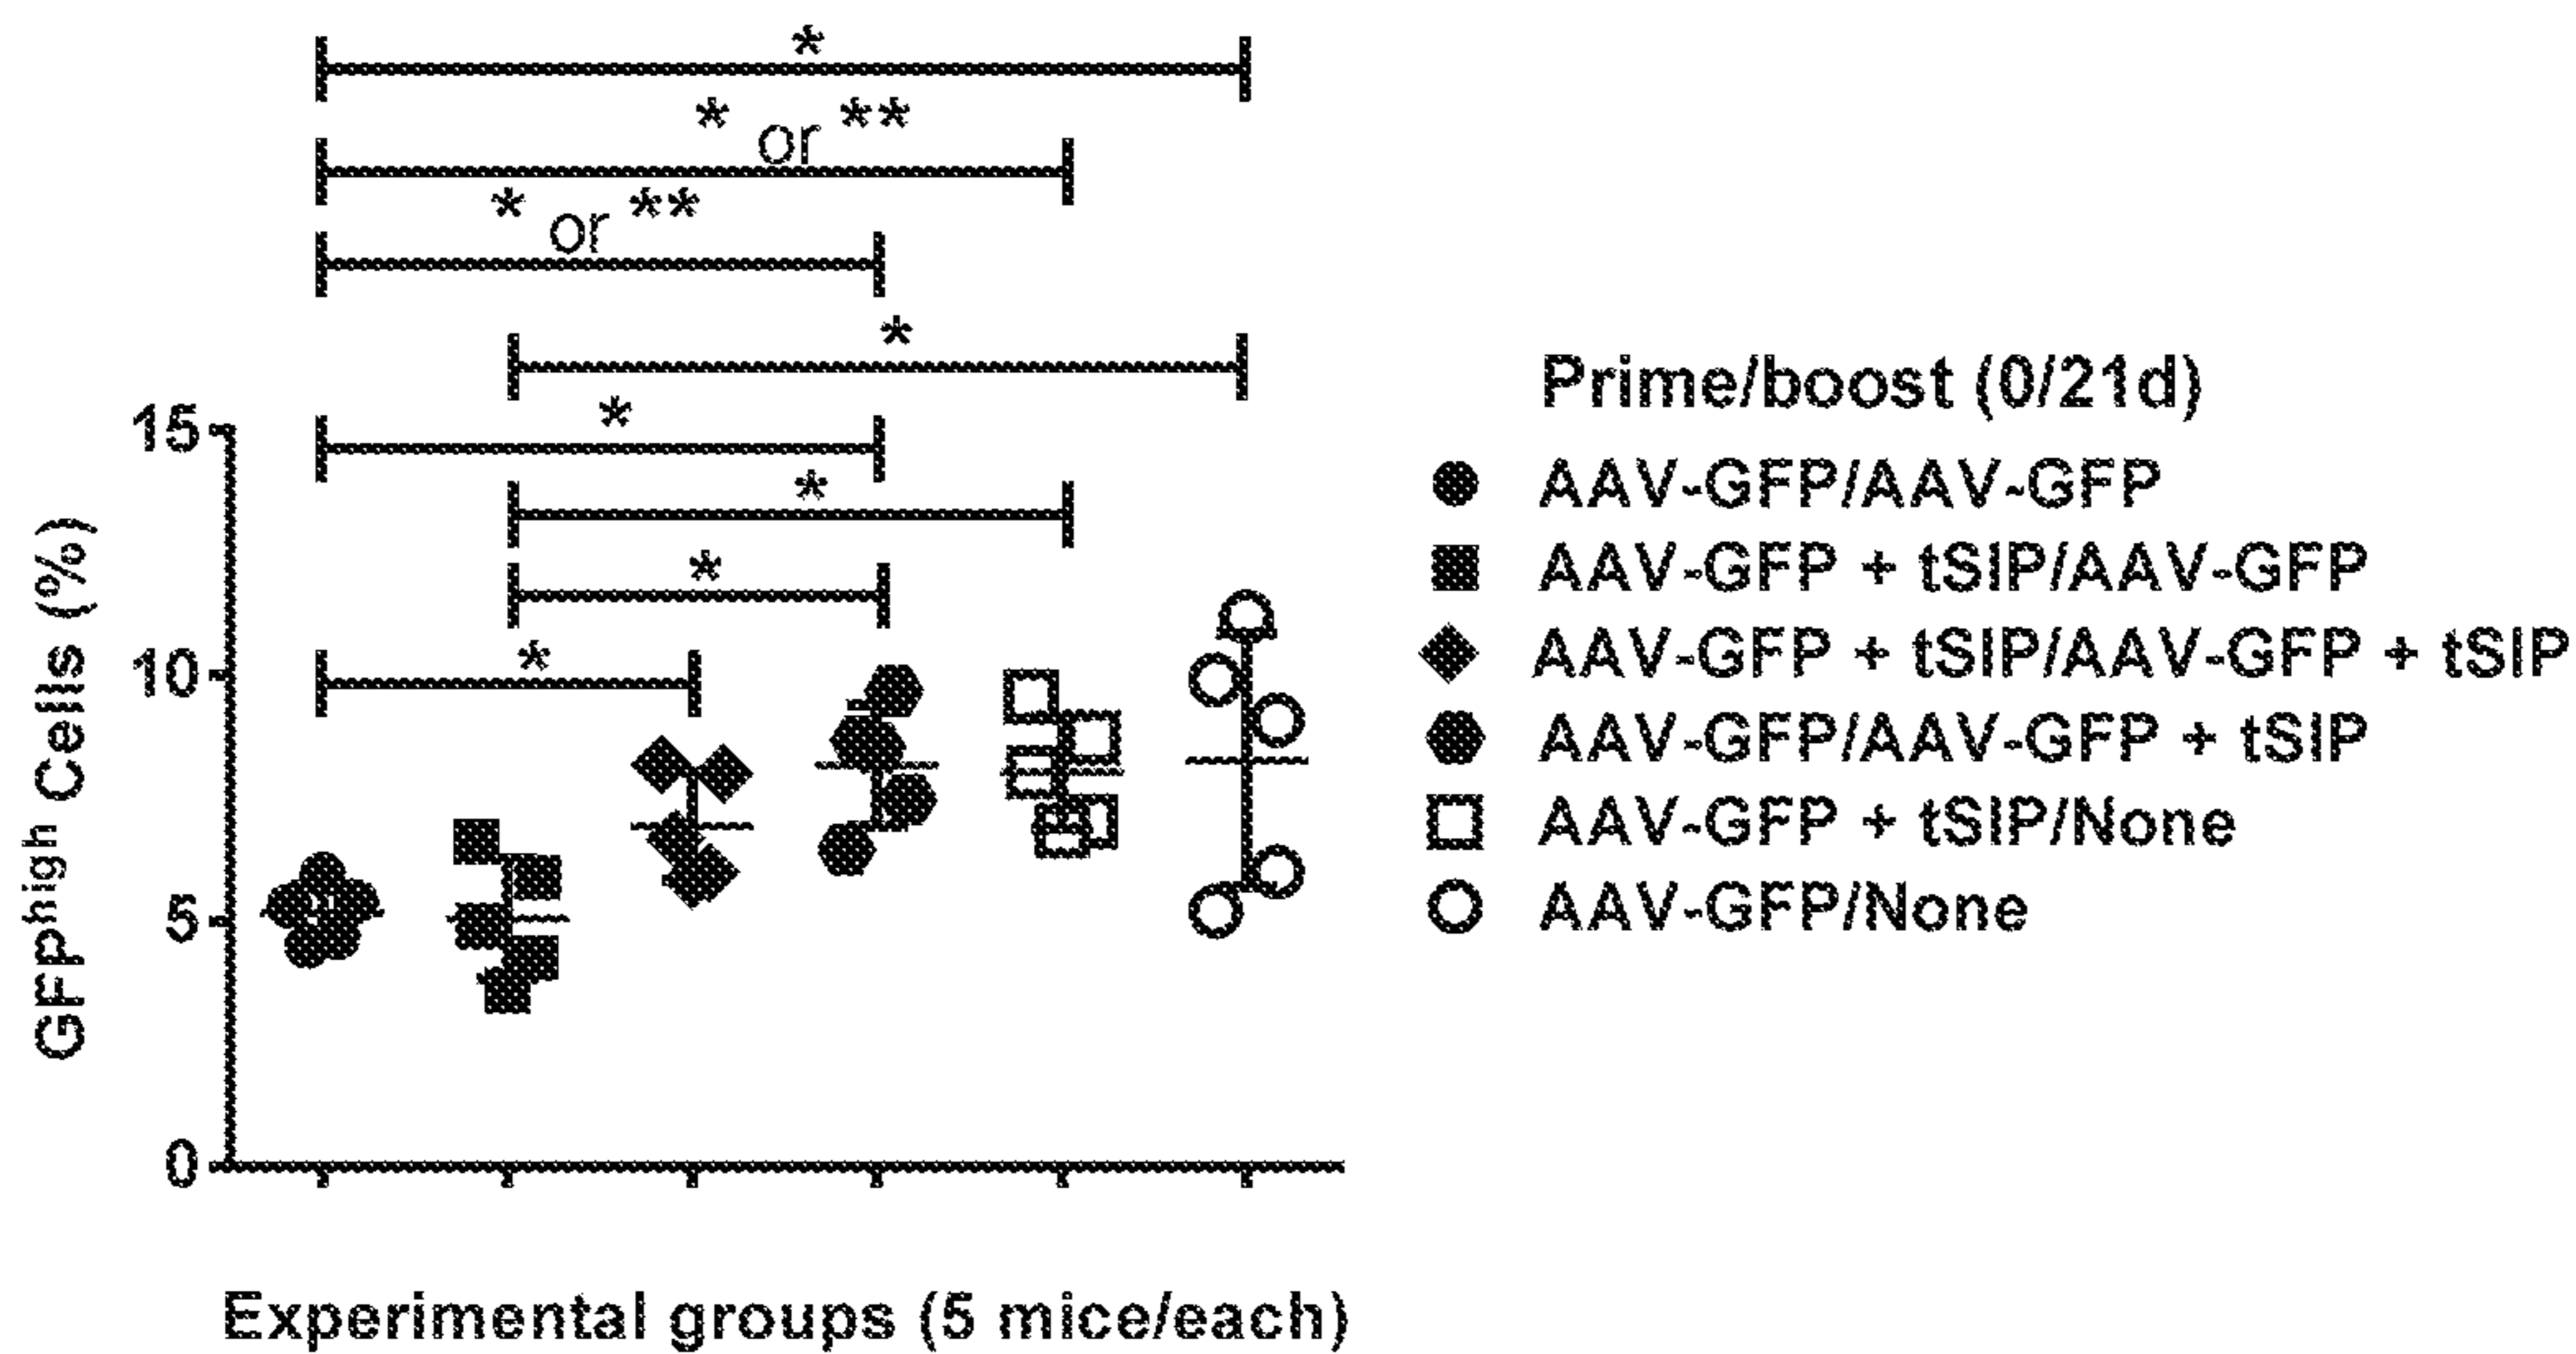 *
* or **
* or **
*
*
*
*
*
15
10
5
0
GFPhigh Cells (%)
Experimental groups (5 mice/each)
Prime/boost (0/21d)
AAV-GFP/AAV-GFP
AAV-GFP + tSIP/AAV-GFP
AAV-GFP + tSIP/AAV-GFP + tSIP
AAV-GFP/AAV-GFP + tSIP
AAV-GFP + tSIP/None
AAV-GFP/None